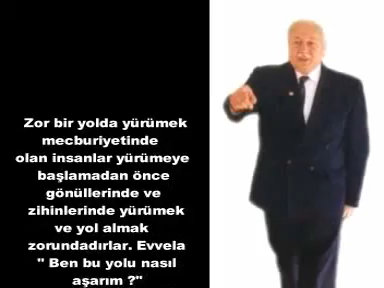 Zor bir yolda yürümek
mecburiyetinde
olan insanlar yürümeye
başlamadan önce
gönüllerinde ve
zihinlerinde yürümek
ve yol almak
zorundadırlar. Evvela
" Ben bu yolu nasıl
aşarım ?"